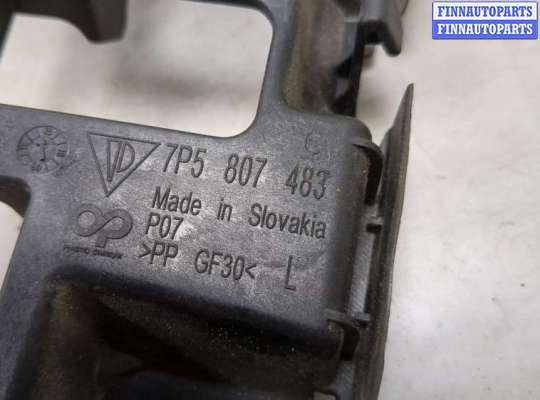 FINNAUTOPARTS
FINNAUTOPARTS
7P5 807 483
Made in Slovakia
P07
>PP GF30< L